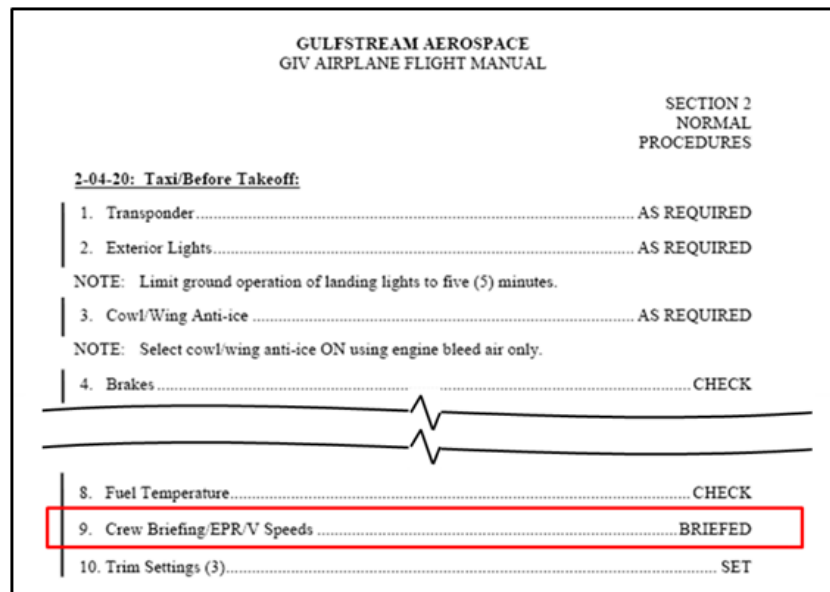 GULFSTREAM AEROSPACE
GIV AIRPLANE FLIGHT MANUAL
SECTION 2
NORMAL
PROCEDURES
2-04-20: Taxi/Before Takeoff:
1. Transponder........................AS REQUIRED
2. Exterior Lights........................AS REQUIRED
NOTE: Limit ground operation of landing lights to five (5) minutes.
3. Cowl/Wing Anti-ice........................AS REQUIRED
NOTE: Select cowl/wing anti-ice ON using engine bleed air only.
4. Brakes........................CHECK
8. Fuel Temperature........................CHECK
9. Crew Briefing/EPR/V Speeds........................BRIEFED
10. Trim Settings (3)........................SET